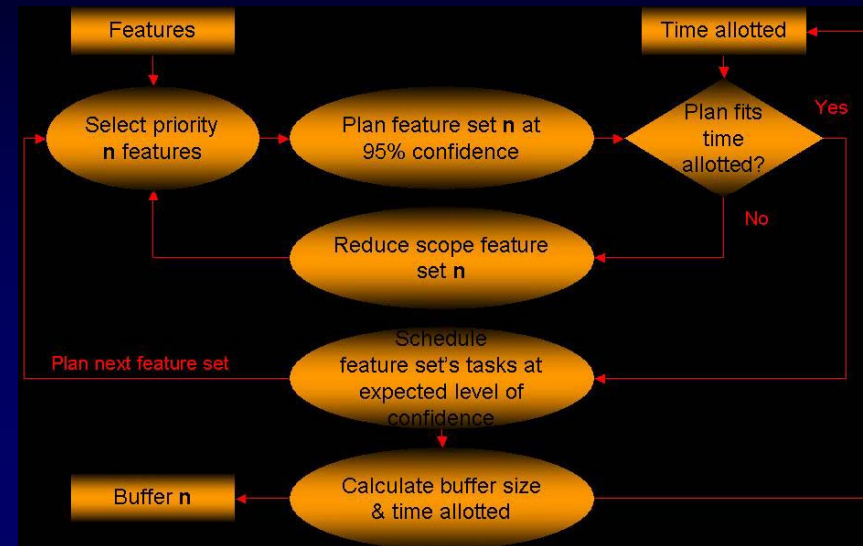 Features
Time allotted
Select priority
n features
Plan feature set n at
95% confidence
Plan fits
time
allotted?
Yes
No
Reduce scope feature
set n
Plan next feature set
Schedule
feature set's tasks at
expected level of
confidence
Buffer n
Calculate buffer size
& time allotted